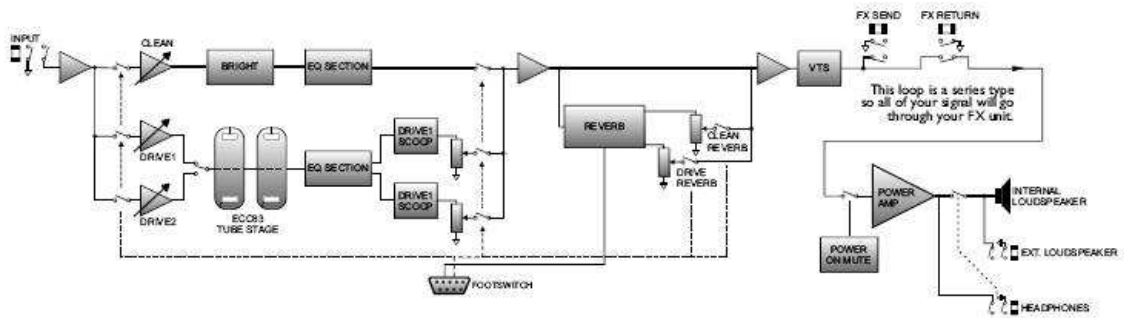 INPUT
CLEAN
BRIGHT
EQ SECTION
DRIVE1
DRIVE2
ECC83
TUBE STAGE
EQ SECTION
DRIVE1
SCOOP
DRIVE1
SCOOP
REVERB
CLEAN
REVERB
DRIVE
REVERB
FOOTSWITCH
VTS
FX SEND
FX RETURN
This loop is a series type
so all of your signal will go
through your FX unit.
POWER
AMP
POWER
ON MUTE
INTERNAL
LOUDSPEAKER
EXT. LOUDSPEAKER
HEADPHONES